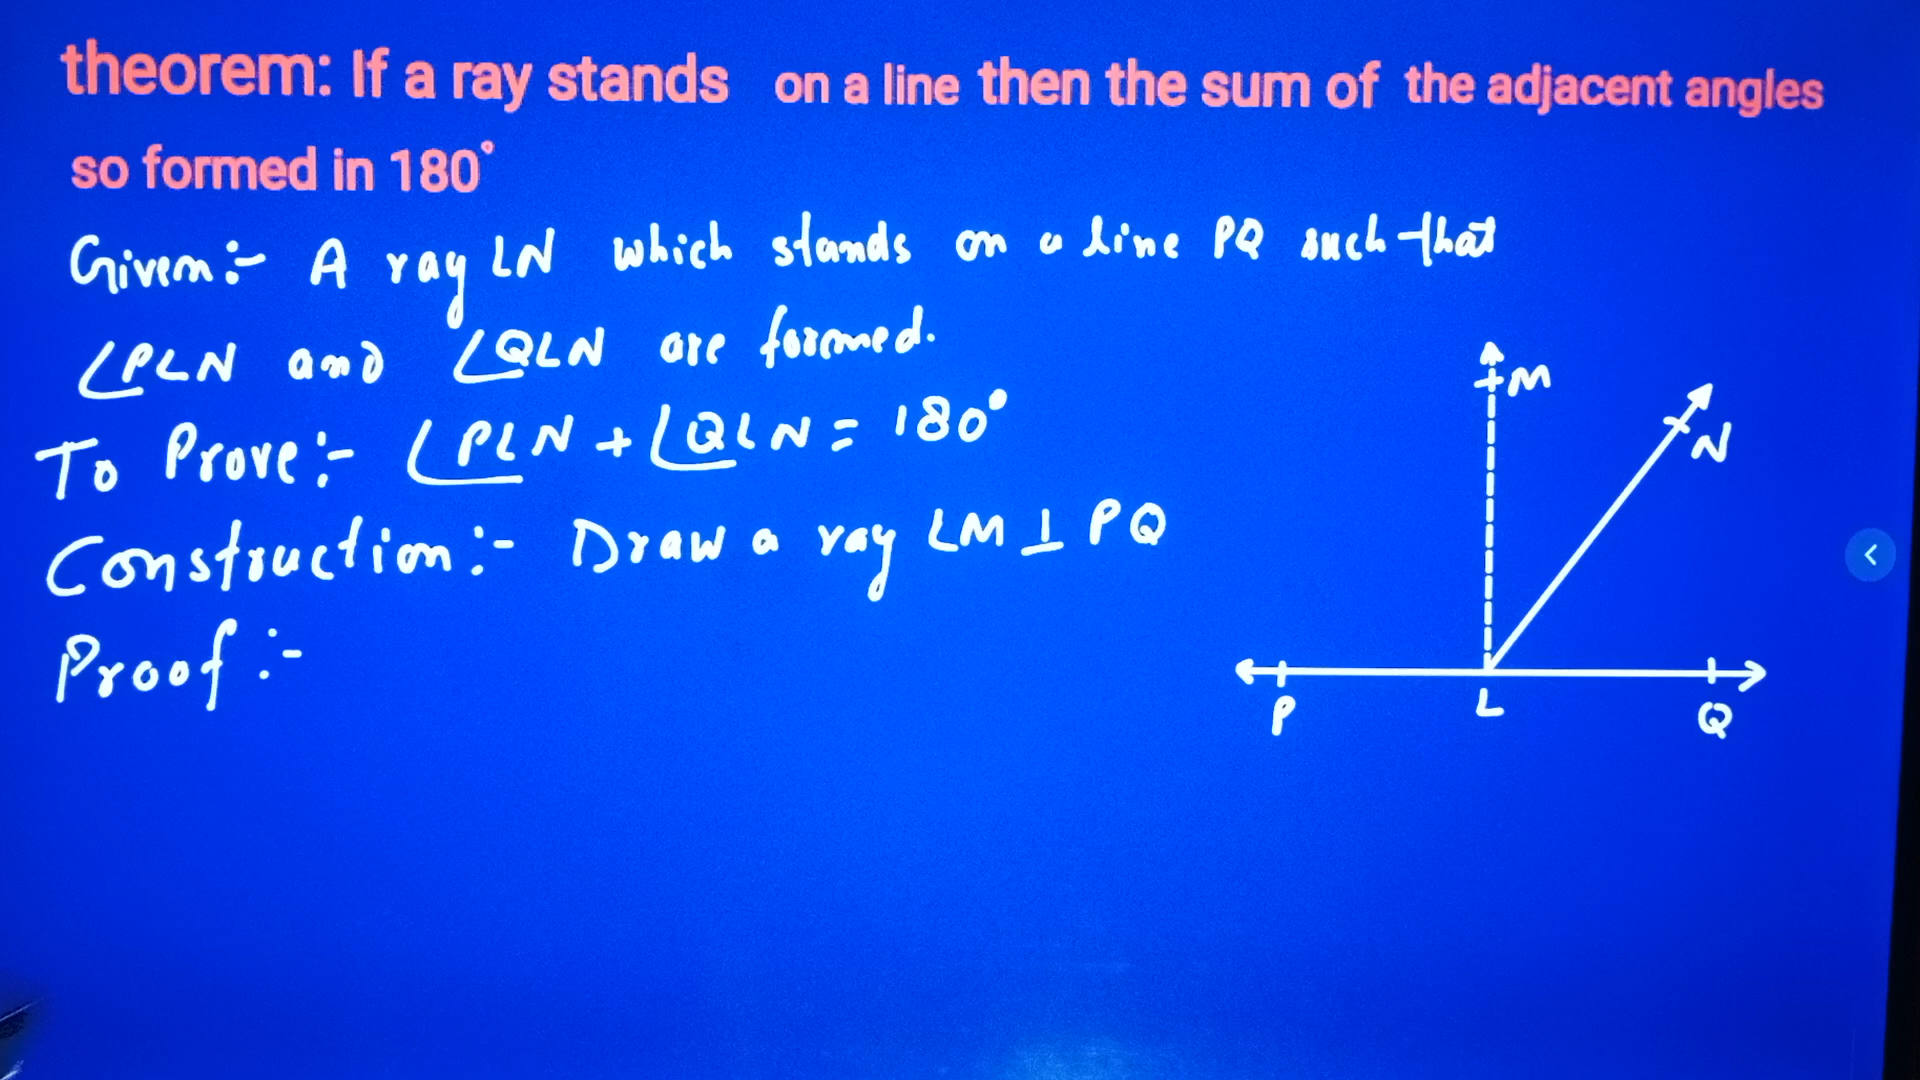 theorem: If a ray stands on a line then the sum of the adjacent angles
so formed in 180°
Given:- A ray LN which stands on a line PQ such that
∠PLN and ∠QLN are formed.
To Prove:- ∠PLN + ∠QLN = 180°
Construction:- Draw a ray LM ⊥ PQ
Proof:-
M
N
P L Q